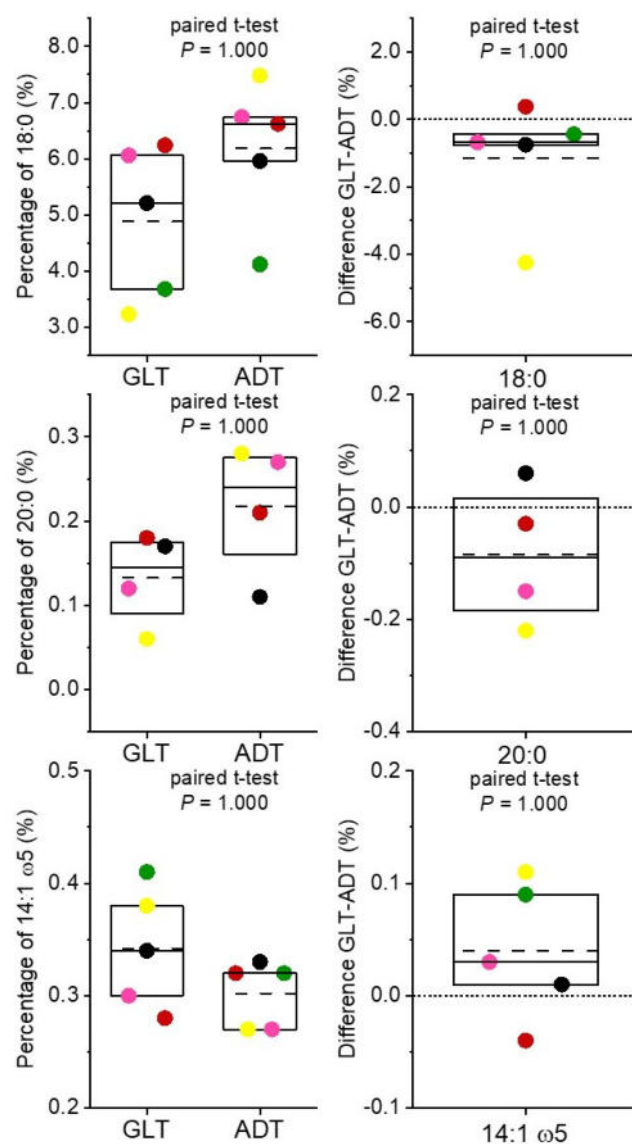 paired t-test
P = 1.000
Percentage of 18:0 (%)
8.0
7.0
6.0
5.0
4.0
3.0
GLT
ADT
paired t-test
P = 1.000
Difference GLT-ADT (%)
2.0
0.0
-2.0
-4.0
-6.0
18:0
paired t-test
P = 1.000
Percentage of 20:0 (%)
0.3
0.2
0.1
0.0
GLT
ADT
paired t-test
P = 1.000
Difference GLT-ADT (%)
0.2
0.0
-0.2
-0.4
20:0
paired t-test
P = 1.000
Percentage of 14:1 ω5 (%)
0.5
0.4
0.3
0.2
GLT
ADT
paired t-test
P = 1.000
Difference GLT-ADT (%)
0.2
0.1
0.0
-0.1
14:1 ω5